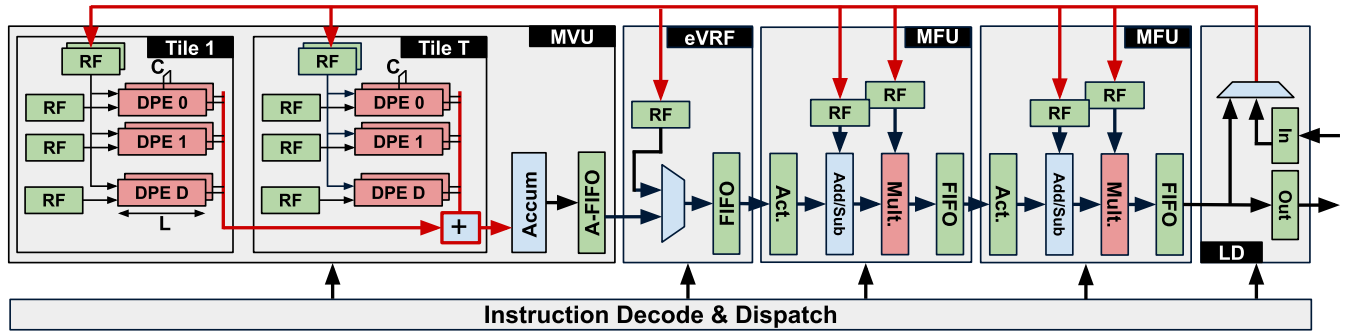 MVU
Tile 1
RF
C
RF
DPE 0
RF
DPE 1
RF
DPE D
L
Tile T
RF
C
RF
DPE 0
RF
DPE 1
RF
DPE D
+
Accum
A-FIFO
eVRF
RF
FIFO
MFU
RF
RF
Act.
Add/Sub
Mult.
FIFO
MFU
RF
RF
Act.
Add/Sub
Mult.
FIFO
In
Out
LD
Instruction Decode & Dispatch